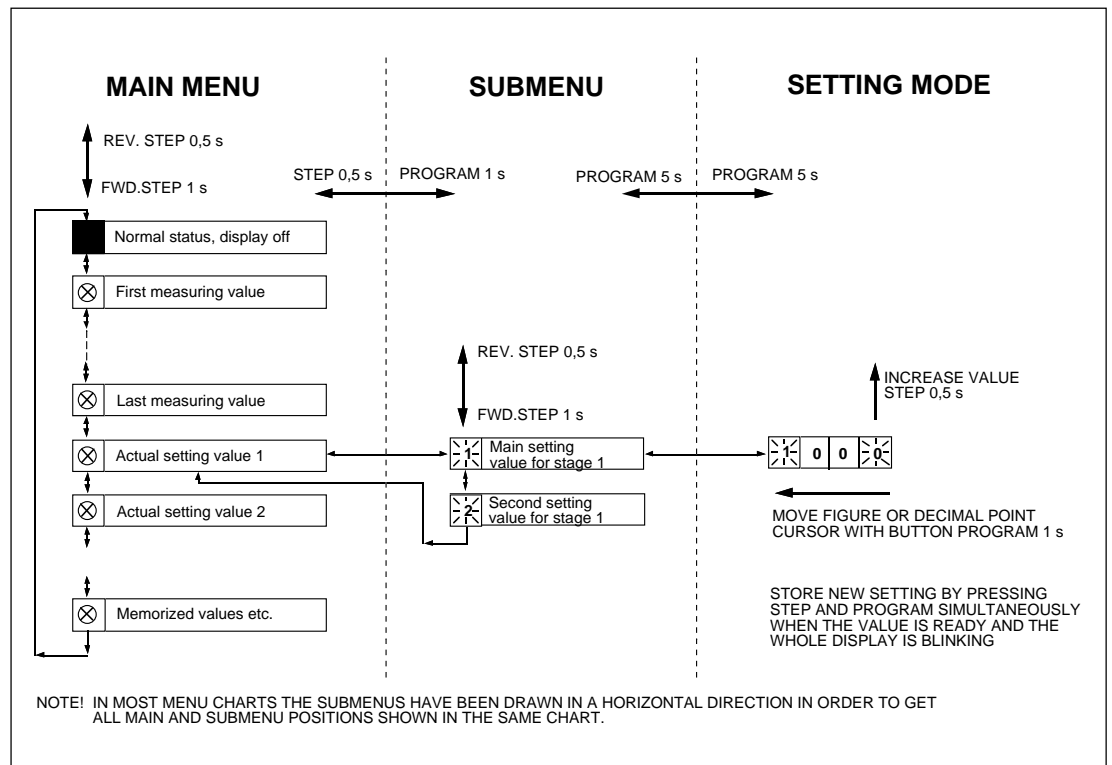 MAIN MENU
SUBMENU
SETTING MODE
REV. STEP 0,5 s
FWD.STEP 1 s
STEP 0,5 s
PROGRAM 1 s
PROGRAM 5 s
PROGRAM 5 s
Normal status, display off
First measuring value
Last measuring value
Actual setting value 1
Actual setting value 2
Memorized values etc.
REV. STEP 0,5 s
FWD.STEP 1 s
1 Main setting
value for stage 1
2 Second setting
value for stage 1
INCREASE VALUE
STEP 0,5 s
1 0 0 0
MOVE FIGURE OR DECIMAL POINT
CURSOR WITH BUTTON PROGRAM 1 s
STORE NEW SETTING BY PRESSING
STEP AND PROGRAM SIMULTANEOUSLY
WHEN THE VALUE IS READY AND THE
WHOLE DISPLAY IS BLINKING
NOTE! IN MOST MENU CHARTS THE SUBMENUS HAVE BEEN DRAWN IN A HORIZONTAL DIRECTION IN ORDER TO GET
ALL MAIN AND SUBMENU POSITIONS SHOWN IN THE SAME CHART.